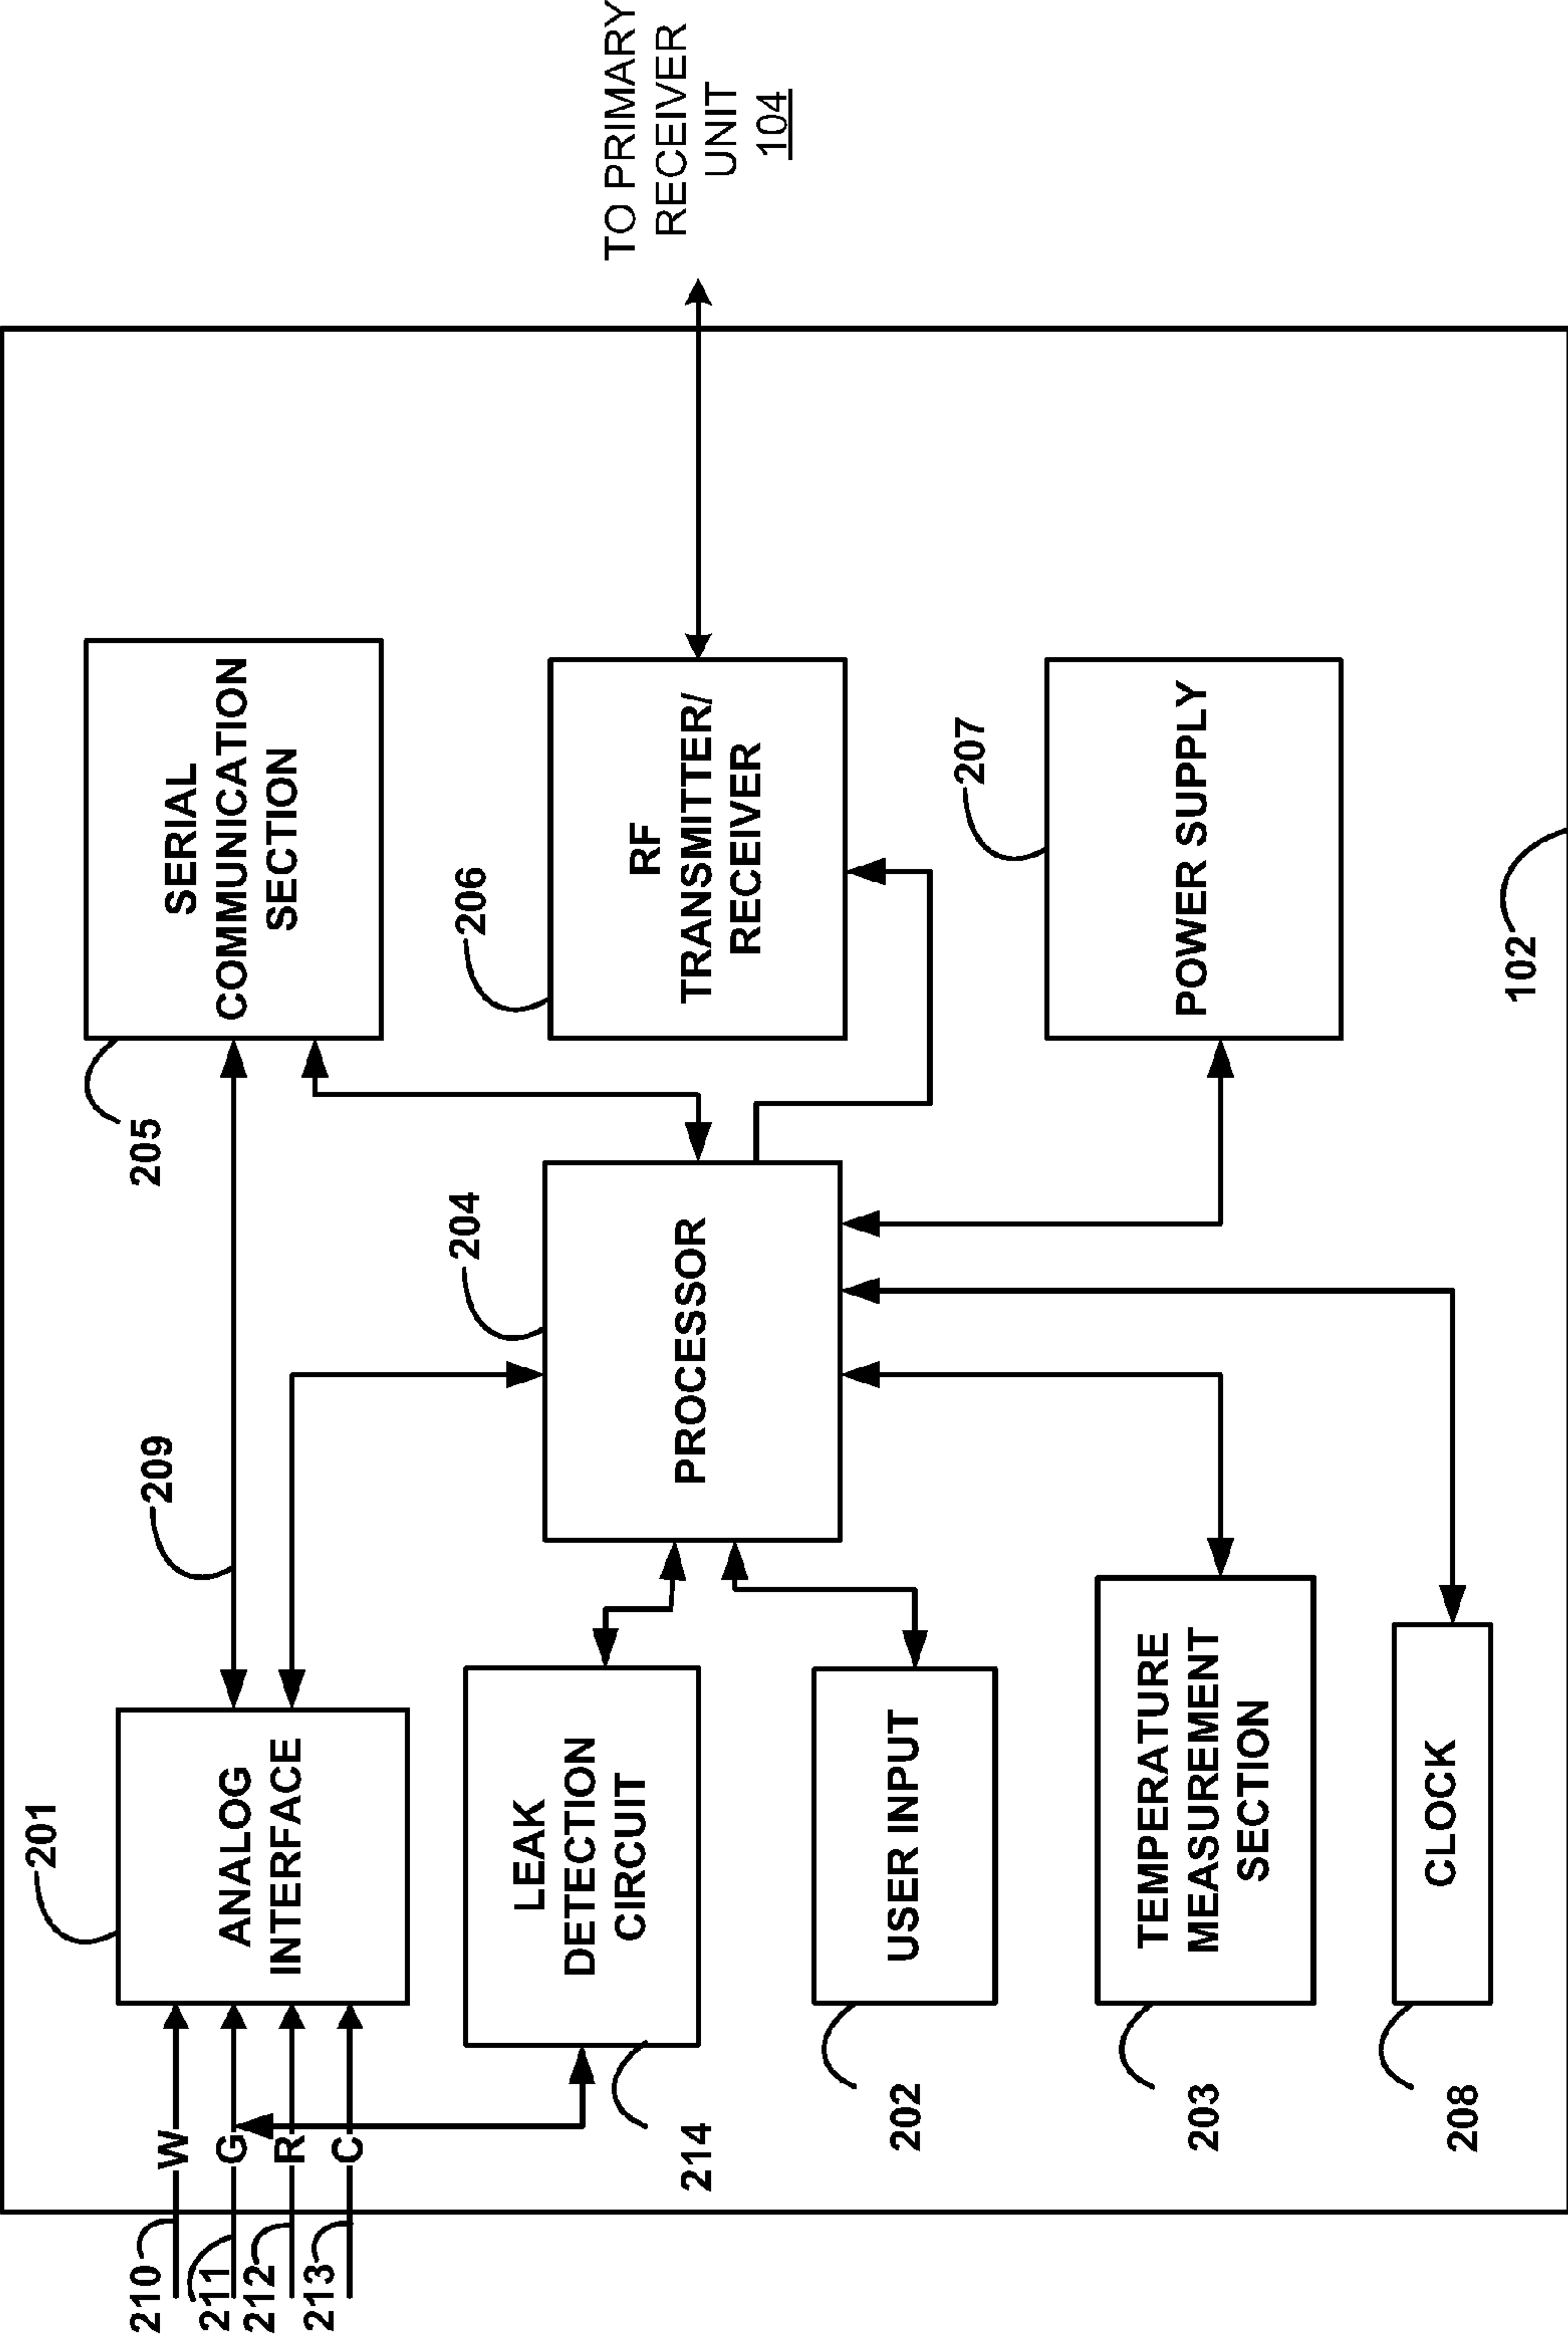 210
211
212
213
W
G
R
C
201
ANALOG
INTERFACE
209
205
SERIAL
COMMUNICATION
SECTION
214
LEAK
DETECTION
CIRCUIT
204
PROCESSOR
206
RF
TRANSMITTER/
RECEIVER
TO PRIMARY
RECEIVER
UNIT
104
202
USER INPUT
203
TEMPERATURE
MEASUREMENT
SECTION
207
POWER SUPPLY
208
CLOCK
102